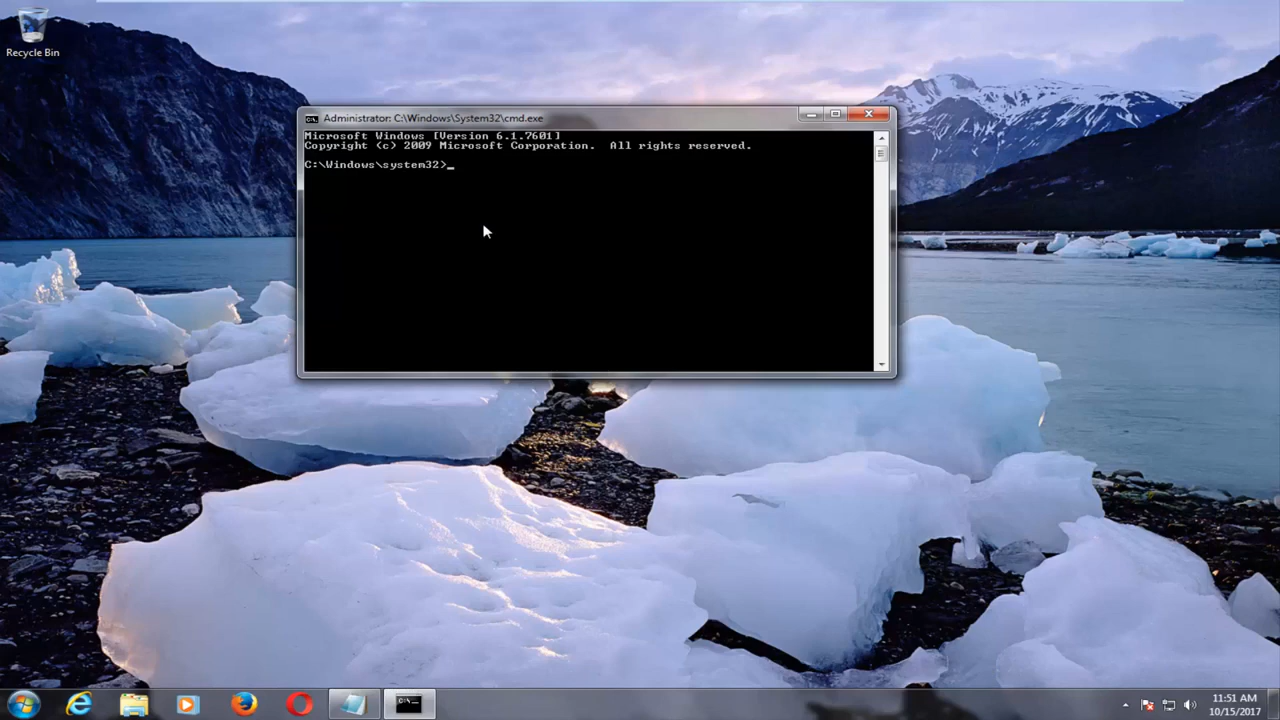 Recycle Bin
Administrator: C:\Windows\System32\cmd.exe
Microsoft Windows [Version 6.1.7601]
Copyright (c) 2009 Microsoft Corporation.  All rights reserved.
C:\Windows\system32>_
11:51 AM
10/15/2017